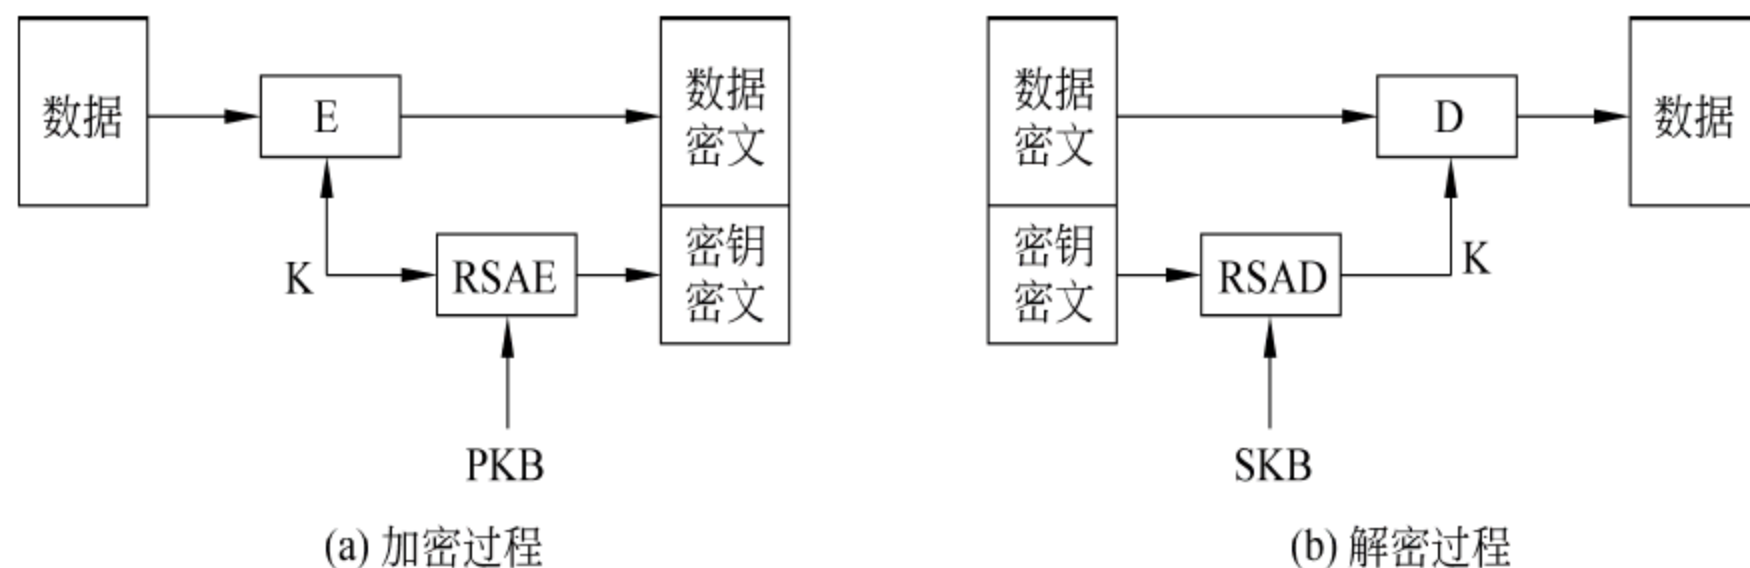 数据
E
数据
密文
K
RSAE
密钥
密文
PKB
(a) 加密过程
数据
密文
D
数据
密钥
密文
RSAD
K
SKB
(b) 解密过程